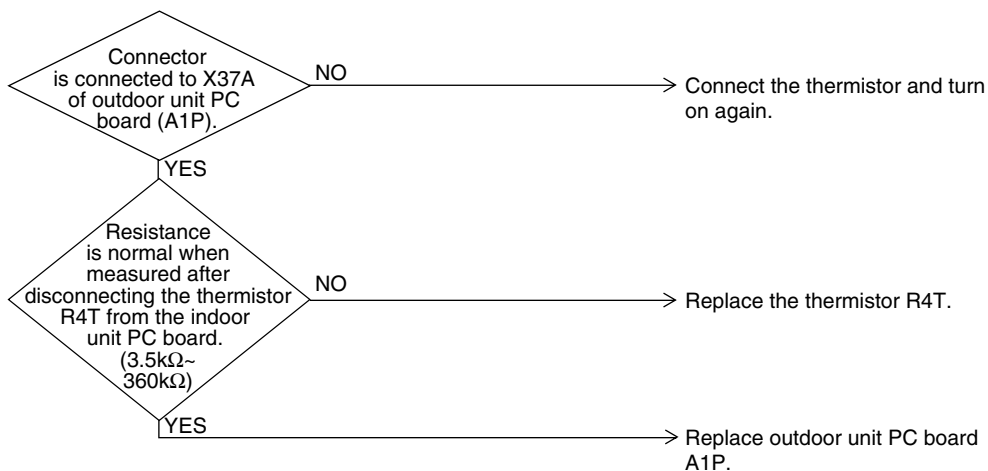 Connector
is connected to X37A
of outdoor unit PC
board (A1P).
NO
Connect the thermistor and turn
on again.
YES
Resistance
is normal when
measured after
disconnecting the thermistor
R4T from the indoor
unit PC board.
(3.5kΩ~
360kΩ)
NO
Replace the thermistor R4T.
YES
Replace outdoor unit PC board
A1P.